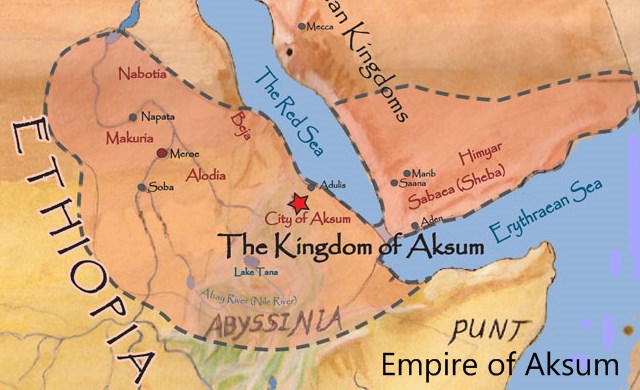 Mecca
an Kingdoms
Nabotia
The Red Sea
Napata
Beja
Makuria
Meroe
Himyar
Marib
Saana
Sabaea (Sheba)
Alodia
Soba
Adulis
ETHIOPIA
City of Aksum
Aden
Erythraean Sea
The Kingdom of Aksum
Lake Tana
Abay River (Nile River)
ABYSSINIA
PUNT
Empire of Aksum